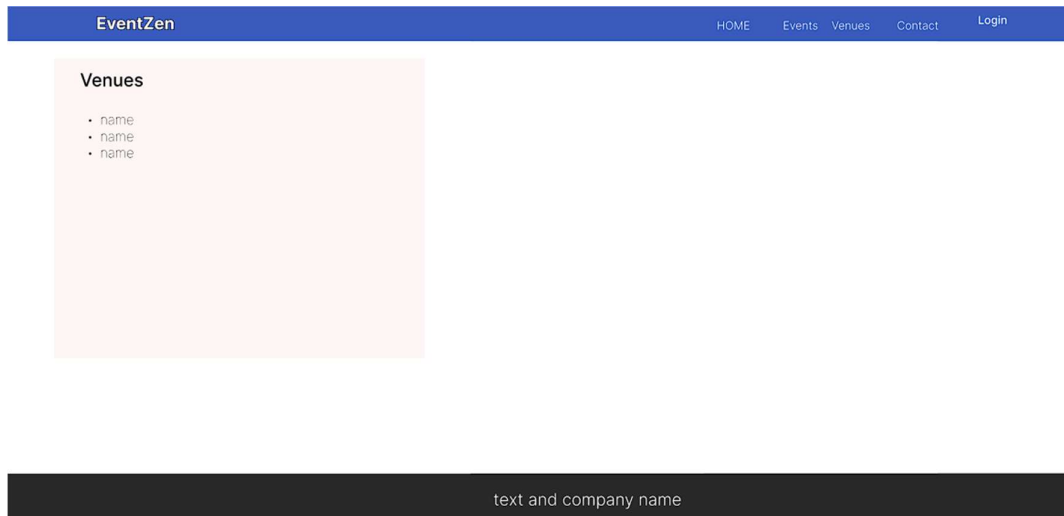 EventZen HOME Events Venues Contact Login
Venues
• name
• name
• name
text and company name